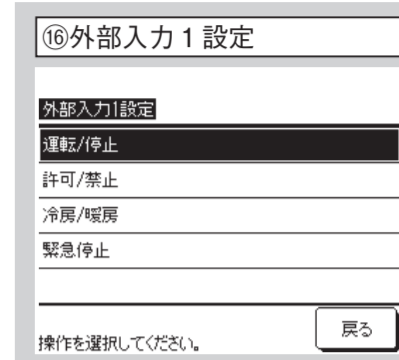 ⑯外部入力1設定
外部入力1設定
運転/停止
許可/禁止
冷房/暖房
緊急停止
戻る
操作を選択してください。